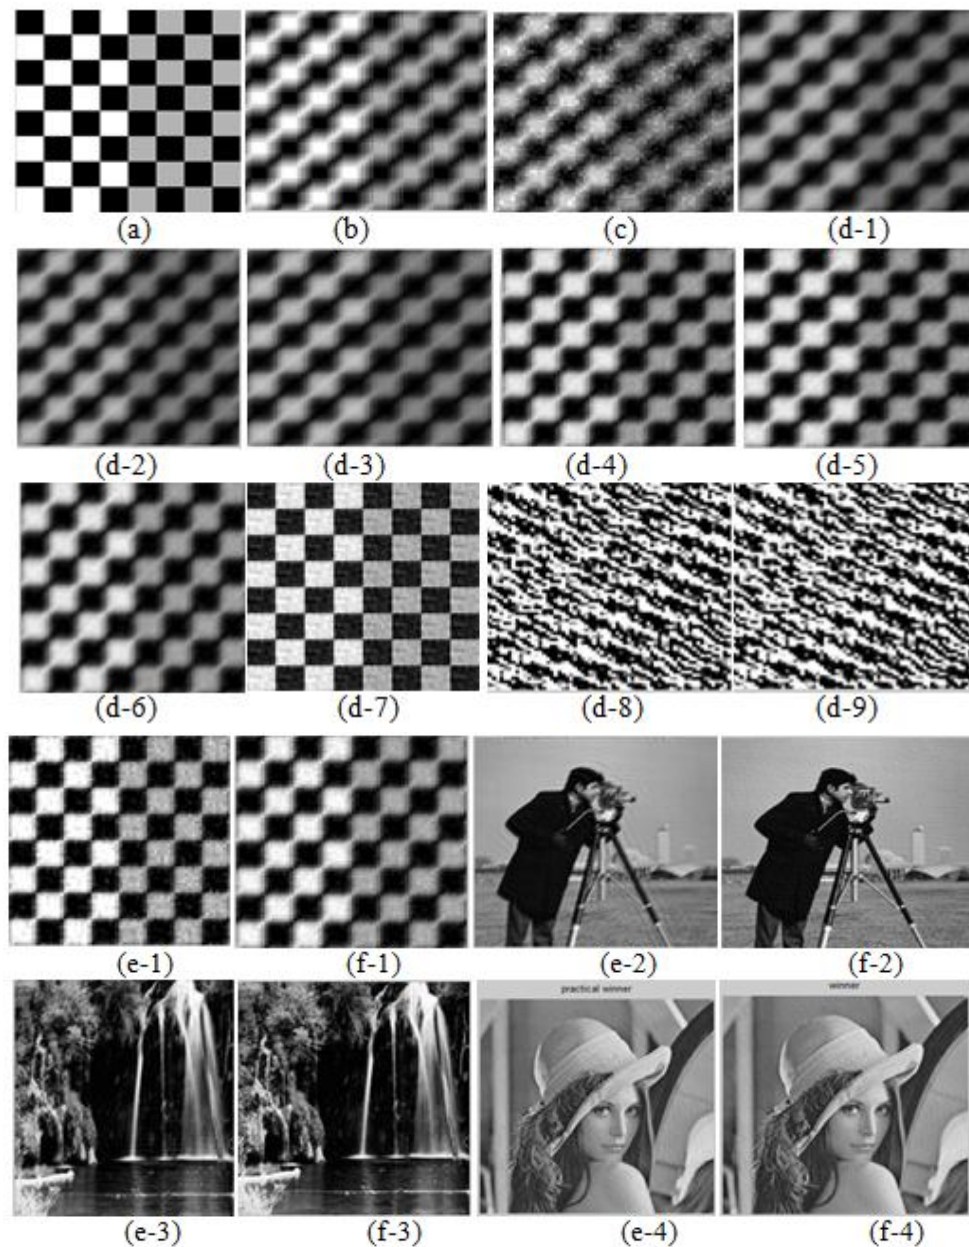 (a) (b) (c) (d-1)
(d-2) (d-3) (d-4) (d-5)
(d-6) (d-7) (d-8) (d-9)
(e-1) (f-1) (e-2) (f-2)
practical winner winner
(e-3) (f-3) (e-4) (f-4)